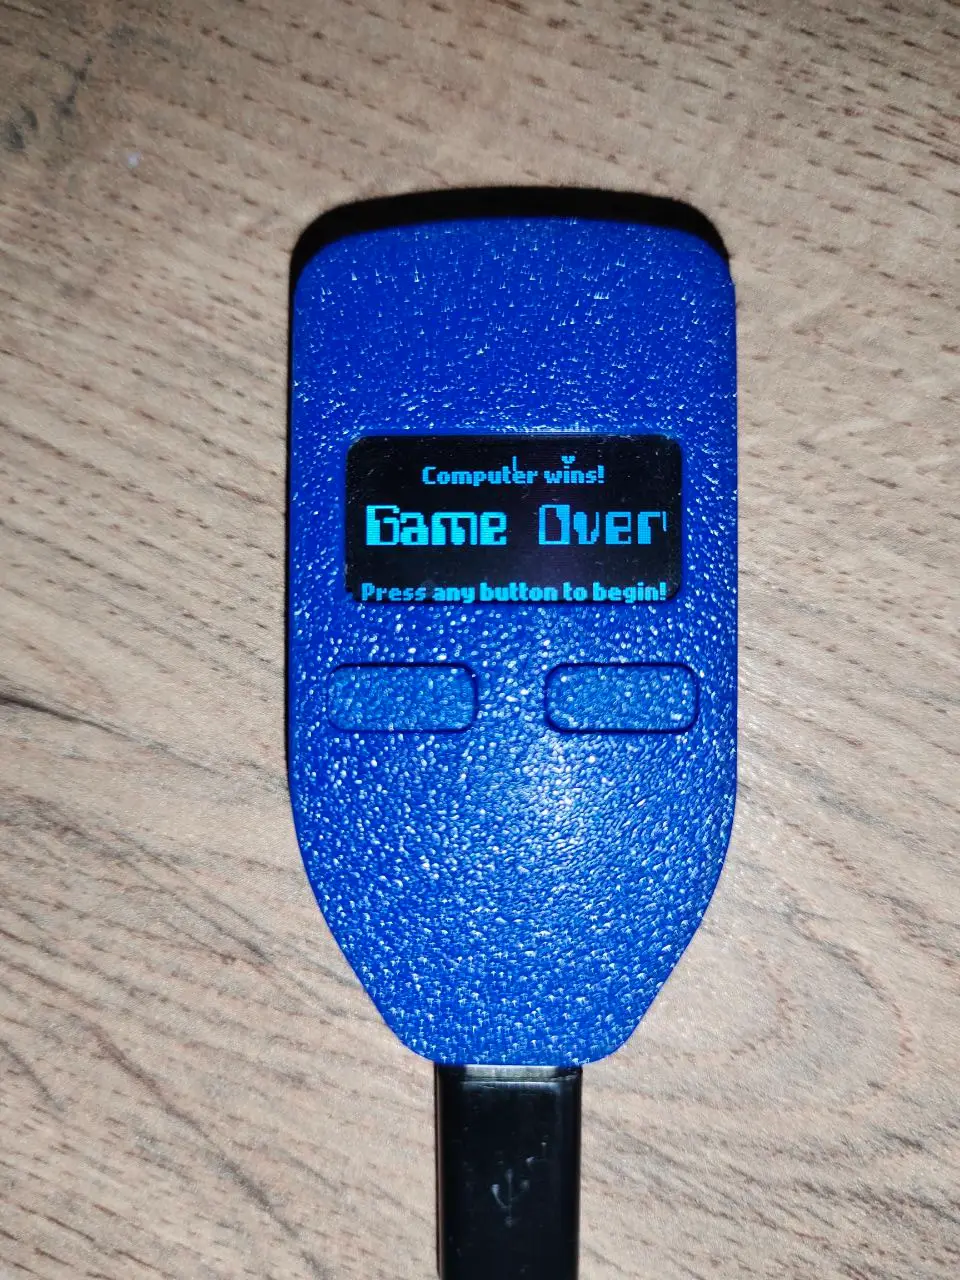 Computer wins!
Game Over
Press any button to begin!